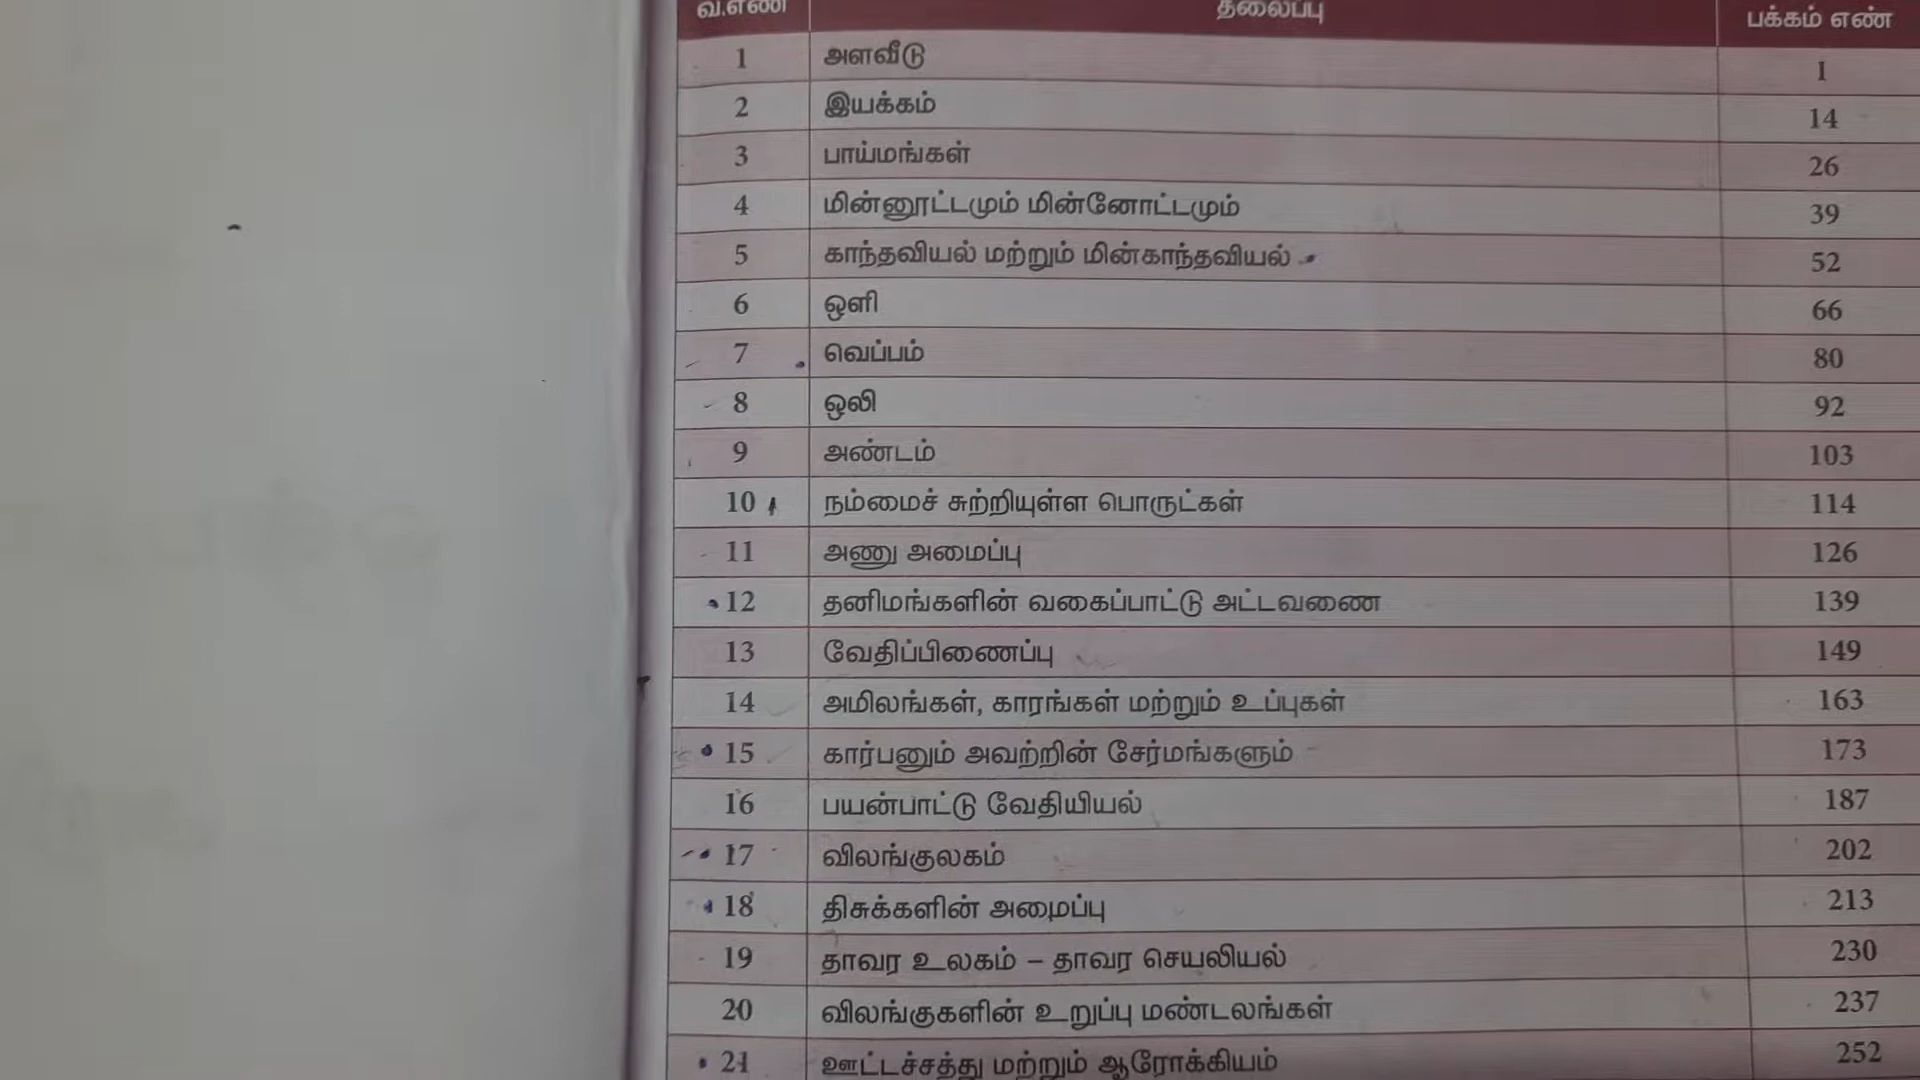 வ.எண் தலைப்பு பக்கம் எண்
1 அளவீடு 1
2 இயக்கம் 14
3 பாய்மங்கள் 26
4 மின்னூட்டமும் மின்னோட்டமும் 39
5 காந்தவியல் மற்றும் மின்காந்தவியல் 52
6 ஒளி 66
7 வெப்பம் 80
8 ஒலி 92
9 அண்டம் 103
10 நம்மைச் சுற்றியுள்ள பொருட்கள் 114
11 அணு அமைப்பு 126
12 தனிமங்களின் வகைப்பாட்டு அட்டவணை 139
13 வேதிப்பிணைப்பு 149
14 அமிலங்கள், காரங்கள் மற்றும் உப்புகள் 163
15 கார்பனும் அவற்றின் சேர்மங்களும் 173
16 பயன்பாட்டு வேதியியல் 187
17 விலங்குலகம் 202
18 திசுக்களின் அமைப்பு 213
19 தாவர உலகம் – தாவர செயலியல் 230
20 விலங்குகளின் உறுப்பு மண்டலங்கள் 237
21 ஊட்டச்சத்து மற்றும் ஆரோக்கியம் 252